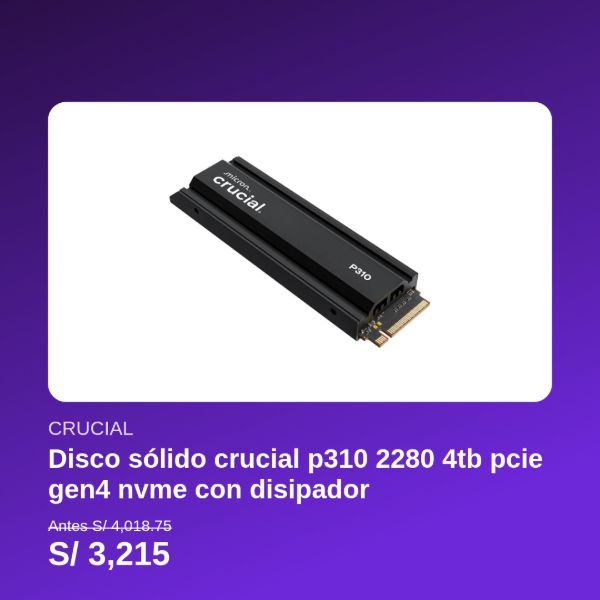 micron
crucial
P310
CRUCIAL
Disco sólido crucial p310 2280 4tb pcie
gen4 nvme con disipador
Antes S/ 4,018.75
S/ 3,215